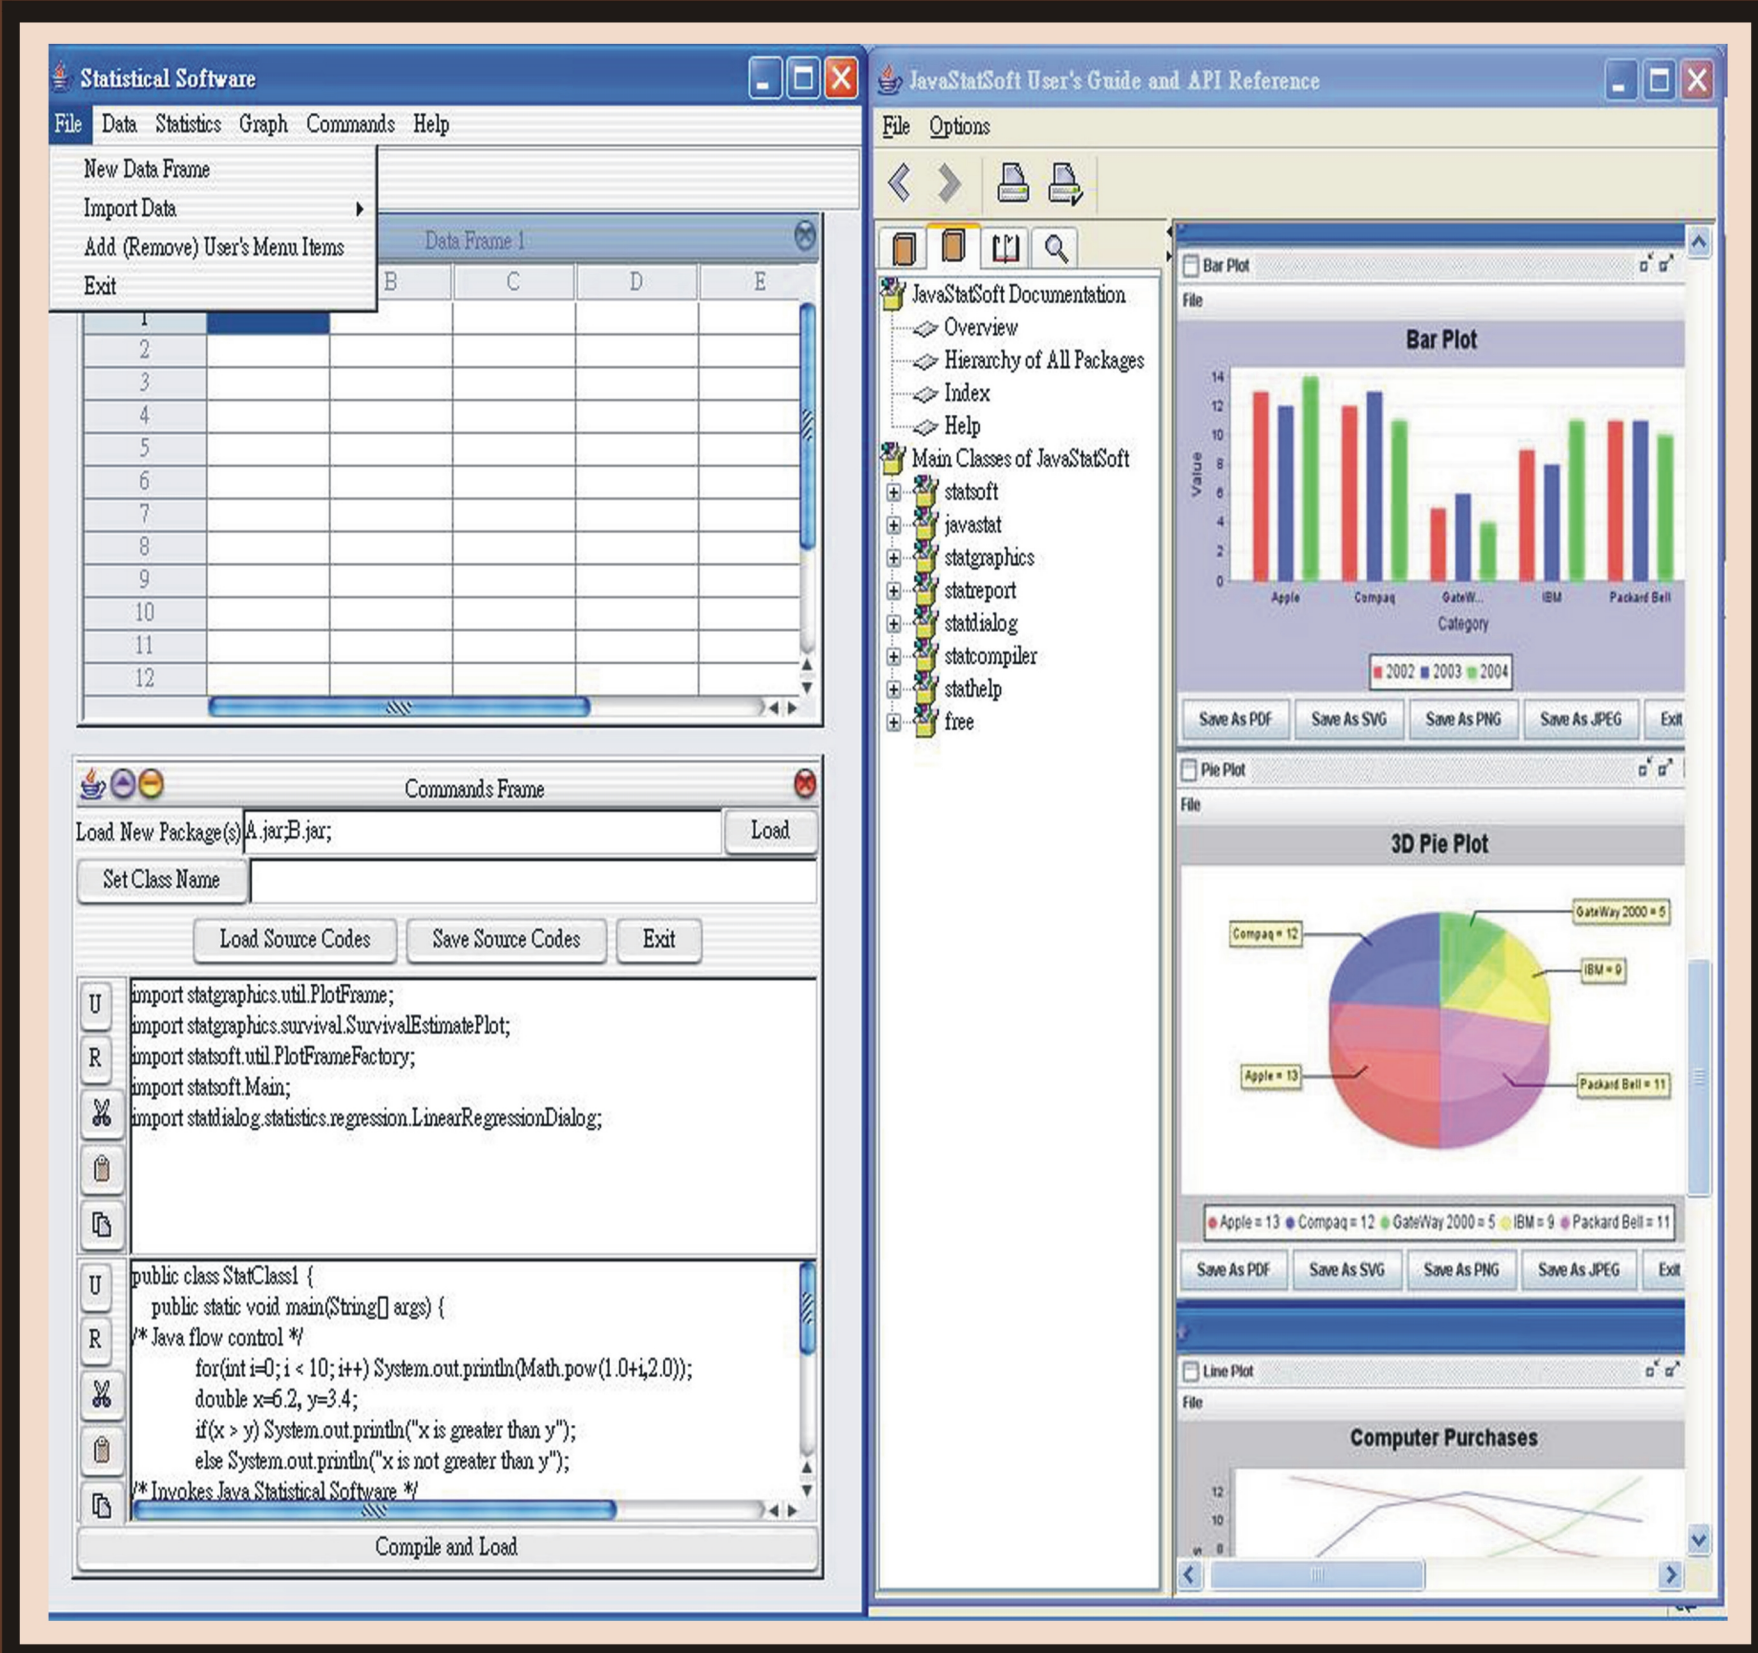 Statistical Software
File Data Statistics Graph Commands Help
New Data Frame
Import Data
Add (Remove) User's Menu Items
Exit
Data Frame 1
B C D E
1
2
3
4
5
6
7
8
9
10
11
12
Commands Frame
Load New Package(s) A.jar;B.jar; Load
Set Class Name
Load Source Codes Save Source Codes Exit
U
R
import statgraphics.util.PlotFrame;
import statgraphics.survival.SurvivalEstimatePlot;
import statsoft.util.PlotFrameFactory;
import statsoft.Main;
import statdialog.statistics.regression.LinearRegressionDialog;
U
R
public class StatClass1 {
public static void main(String[] args) {
/* Java flow control */
for(int i=0; i < 10; i++) System.out.println(Math.pow(1.0+i,2.0));
double x=6.2, y=3.4;
if(x > y) System.out.println("x is greater than y");
else System.out.println("x is not greater than y");
/* Invokes Java Statistical Software */
Compile and Load
JavaStatSoft User's Guide and API Reference
File Options
JavaStatSoft Documentation
Overview
Hierarchy of All Packages
Index
Help
Main Classes of JavaStatSoft
statsoft
javastat
statgraphics
statreport
statdialog
statcompiler
stathelp
free
Bar Plot
File
Bar Plot
14
12
10
8
6
4
2
0
Value
Apple Compaq GateW... IBM Packard Bell
Category
2002 2003 2004
Save As PDF Save As SVG Save As PNG Save As JPEG Exit
Pie Plot
File
3D Pie Plot
GateWay 2000 = 5
Compaq = 12
IBM = 9
Apple = 13
Packard Bell = 11
Apple = 13 Compaq = 12 GateWay 2000 = 5 IBM = 9 Packard Bell = 11
Save As PDF Save As SVG Save As PNG Save As JPEG Exit
Line Plot
File
Computer Purchases
12
10
8